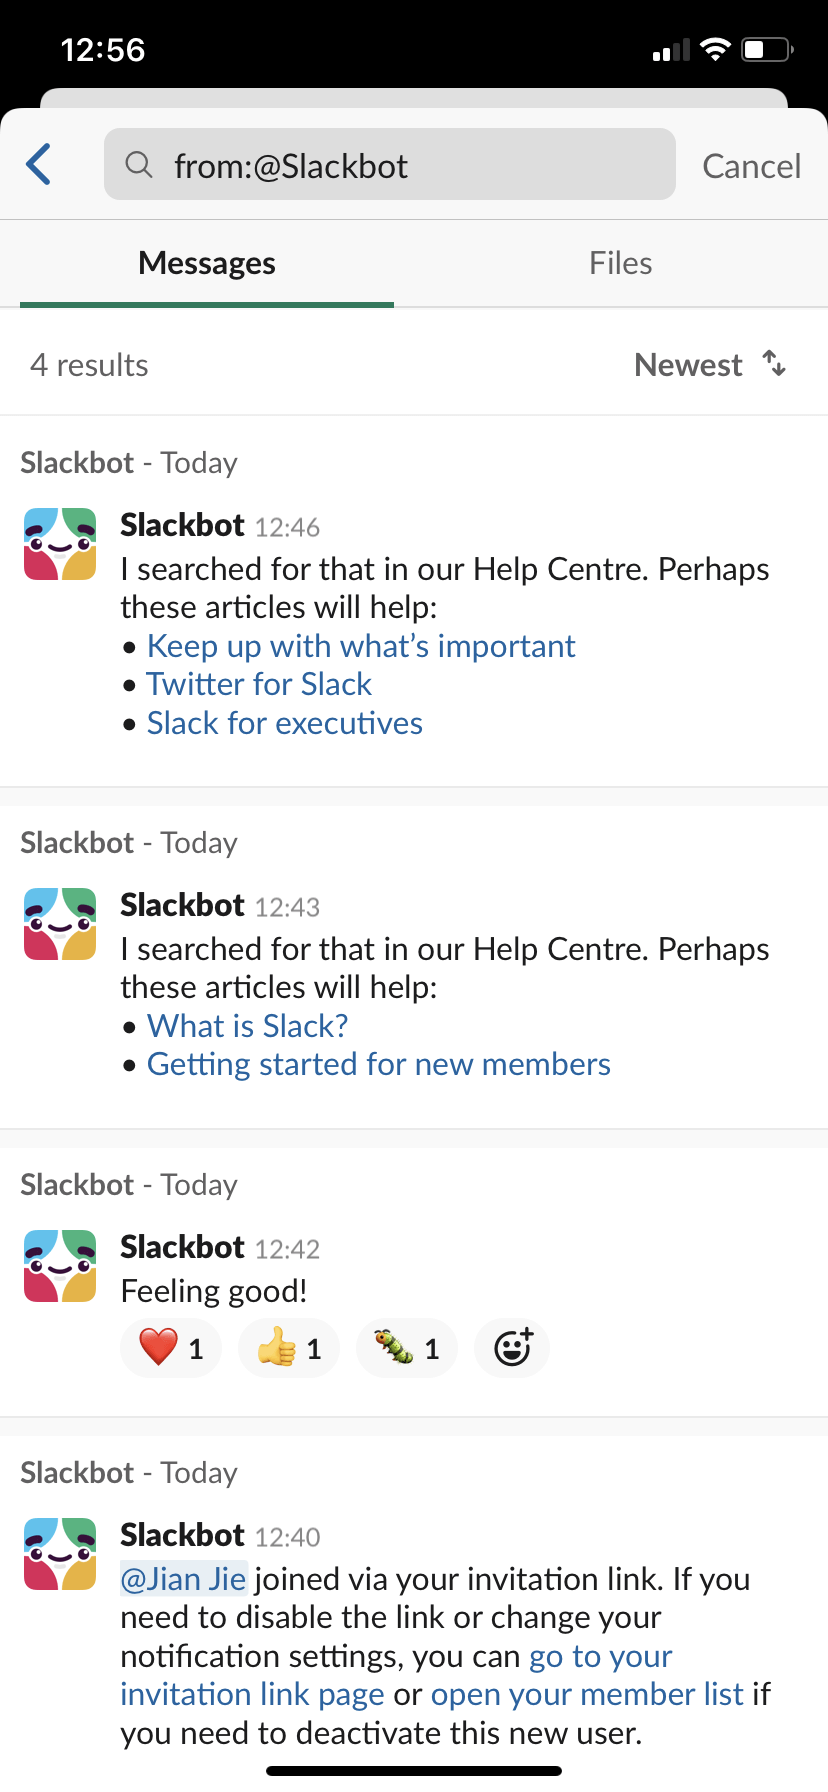 12:56
from:@Slackbot
Cancel
Messages
Files
4 results
Newest
Slackbot - Today
Slackbot 12:46
I searched for that in our Help Centre. Perhaps
these articles will help:
• Keep up with what’s important
• Twitter for Slack
• Slack for executives
Slackbot - Today
Slackbot 12:43
I searched for that in our Help Centre. Perhaps
these articles will help:
• What is Slack?
• Getting started for new members
Slackbot - Today
Slackbot 12:42
Feeling good!
❤️ 1 👍 1 🐛 1
Slackbot - Today
Slackbot 12:40
@Jian Jie joined via your invitation link. If you
need to disable the link or change your
notification settings, you can go to your
invitation link page or open your member list if
you need to deactivate this new user.